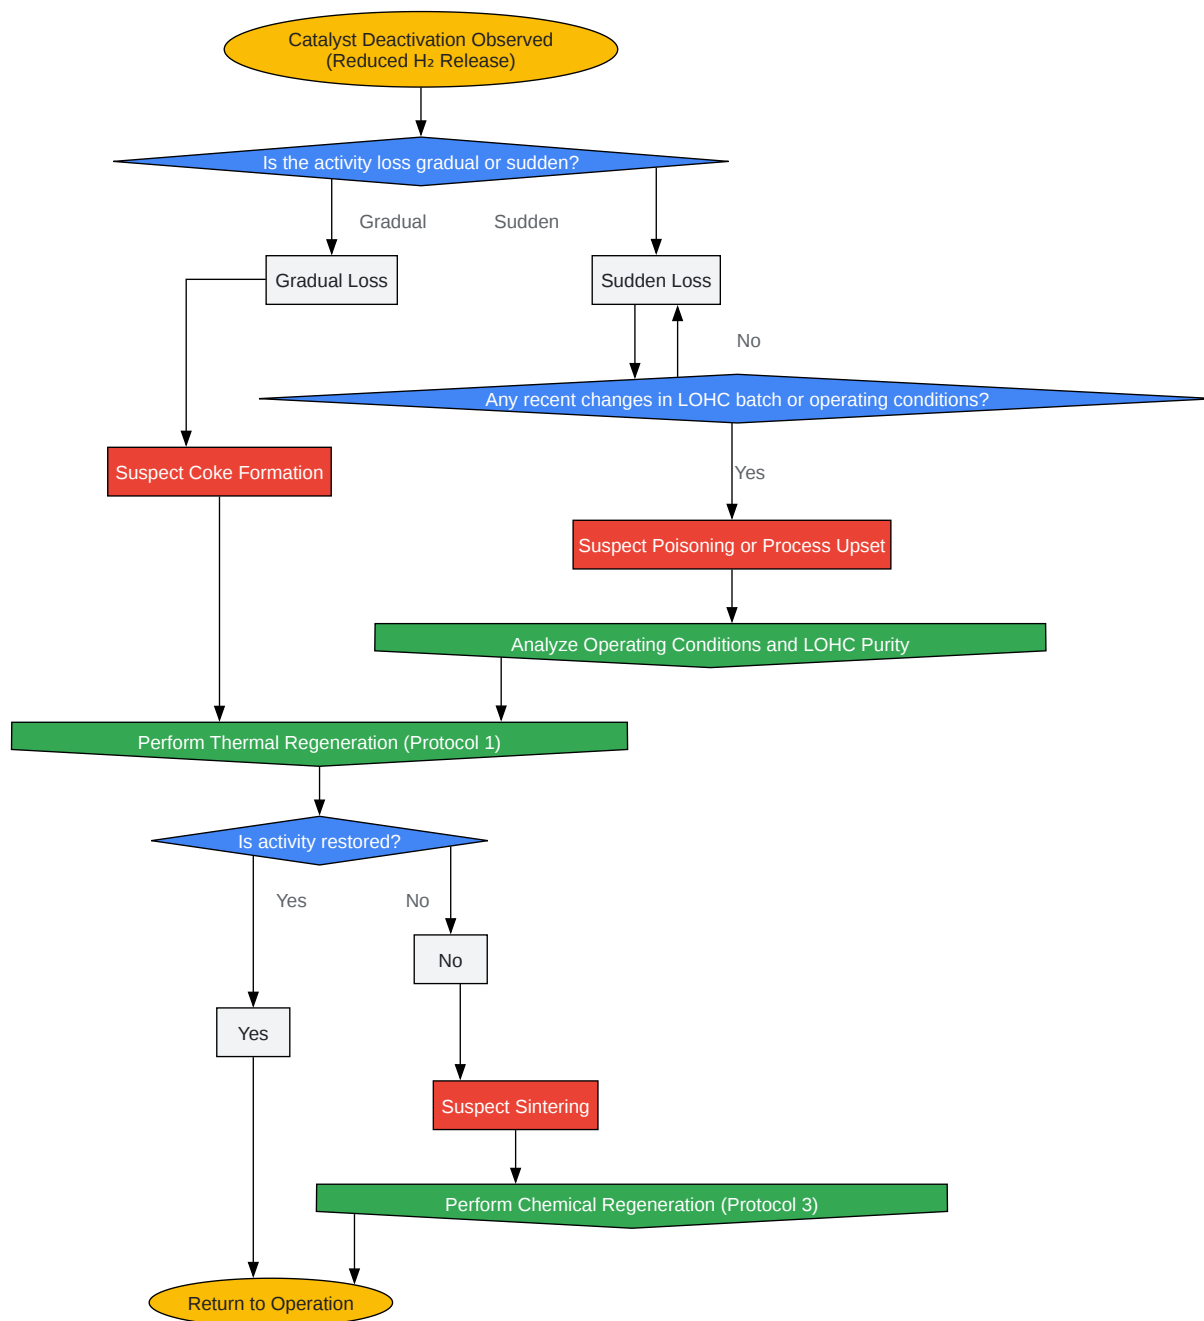 Catalyst Deactivation Observed
(Reduced H₂ Release)
Is the activity loss gradual or sudden?
Gradual
Sudden
Gradual Loss
Sudden Loss
No
Any recent changes in LOHC batch or operating conditions?
Suspect Coke Formation
Yes
Suspect Poisoning or Process Upset
Analyze Operating Conditions and LOHC Purity
Perform Thermal Regeneration (Protocol 1)
Is activity restored?
Yes
No
No
Yes
Suspect Sintering
Perform Chemical Regeneration (Protocol 3)
Return to Operation